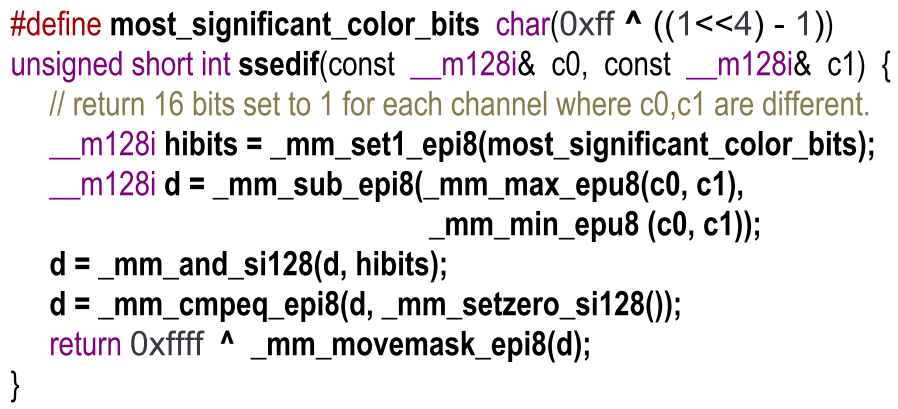 #define most_significant_color_bits char(0xff ^ ((1<<4) - 1))
unsigned short int ssedif(const __m128i& c0, const __m128i& c1) {
// return 16 bits set to 1 for each channel where c0,c1 are different.
__m128i hibits = _mm_set1_epi8(most_significant_color_bits);
__m128i d = _mm_sub_epi8(_mm_max_epu8(c0, c1),
_mm_min_epu8 (c0, c1));
d = _mm_and_si128(d, hibits);
d = _mm_cmpeq_epi8(d, _mm_setzero_si128());
return 0xffff ^ _mm_movemask_epi8(d);
}